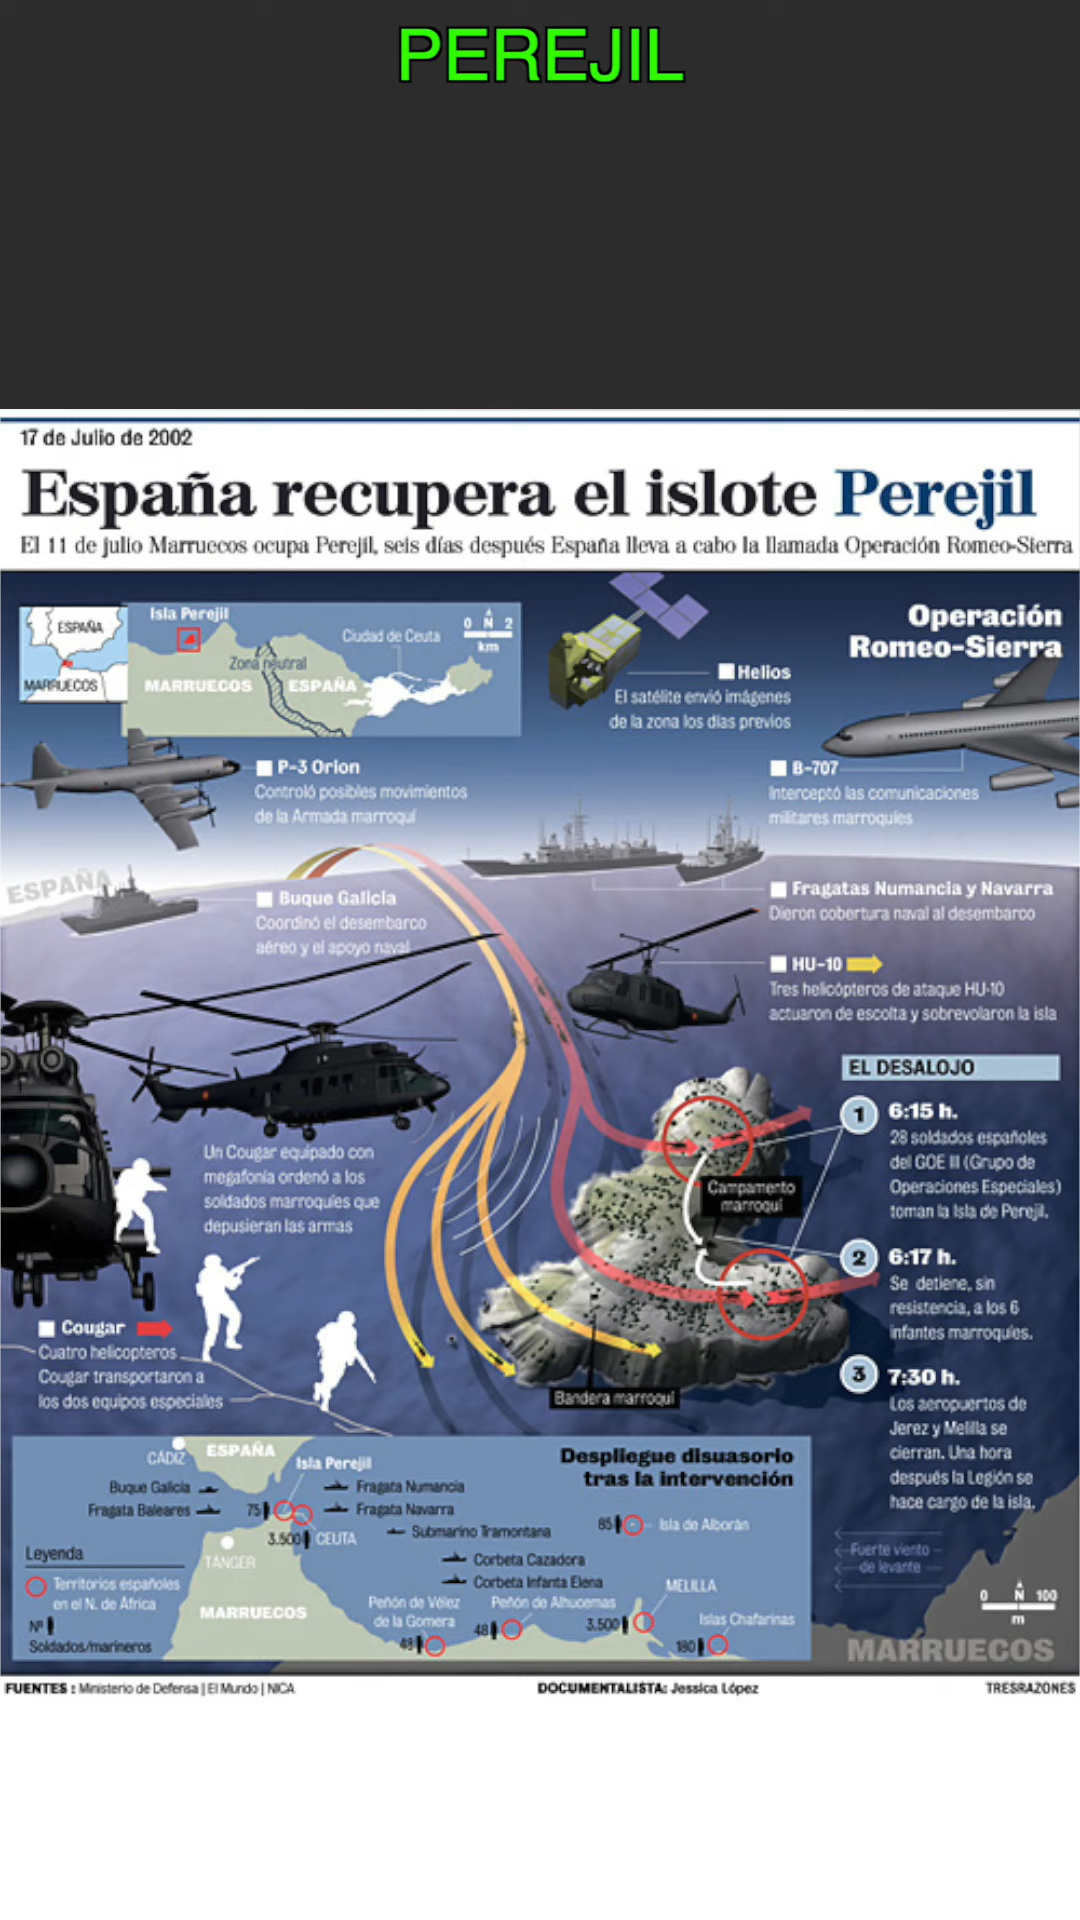 PEREJIL
17 de Julio de 2002
España recupera el islote Perejil
El 11 de julio Marruecos ocupa Perejil, seis días después España lleva a cabo la llamada Operación Romeo-Sierra
ESPAÑA
MARRUECOS
Isla Perejil
Zona neutral
Ciudad de Ceuta
0 N 2
km
MARRUECOS
ESPAÑA
Operación
Romeo-Sierra
Helios
El satélite envió imágenes
de la zona los días previos
P-3 Orion
Controló posibles movimientos
de la Armada marroquí
B-707
Interceptó las comunicaciones
militares marroquíes
ESPAÑA
Buque Galicia
Coordinó el desembarco
aéreo y el apoyo naval
Fragatas Numancia y Navarra
Dieron cobertura naval al desembarco
HU-10
Tres helicópteros de ataque HU-10
actuaron de escolta y sobrevolaron la isla
EL DESALOJO
1 6:15 h.
28 soldados españoles
del GOE III (Grupo de
Operaciones Especiales)
toman la Isla de Perejil.
Un Cougar equipado con
megafonía ordenó a los
soldados marroquíes que
depusieran las armas
Campamento
marroquí
2 6:17 h.
Se detiene, sin
resistencia, a los 6
infantes marroquíes.
Cougar
Cuatro helicopteros
Cougar transportaron a
los dos equipos especiales
Bandera marroquí
3 7:30 h.
Los aeropuertos de
Jerez y Melilla se
cierran. Una hora
después la Legión se
hace cargo de la isla.
Fuerte viento
de levante
0 N 100
m
MARRUECOS
Despliegue disuasorio
tras la intervención
CÁDIZ
ESPAÑA
Isla Perejil
Buque Galicia
Fragata Baleares
75
Fragata Numancia
Fragata Navarra
3.500 CEUTA
Submarino Tramontana
85 Isla de Alborán
TÁNGER
Corbeta Cazadora
Corbeta Infanta Elena
Leyenda
Territorios españoles
en el N. de África
Nº
Soldados/marineros
MARRUECOS
Peñón de Vélez
de la Gomera
48
Peñón de Alhucemas
48
MELILLA
3.500
Islas Chafarinas
180
FUENTES : Ministerio de Defensa | El Mundo | NICA
DOCUMENTALISTA: Jessica López
TRESRAZONES